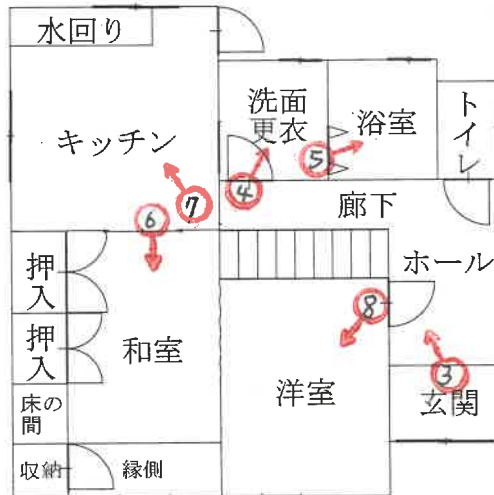 水回り
洗面
更衣
浴室
トイレ
キッチン
⑤
④
⑦
⑥
廊下
ホール
押入
和室
⑧
押入
洋室
③
玄関
床の間
収納
縁側